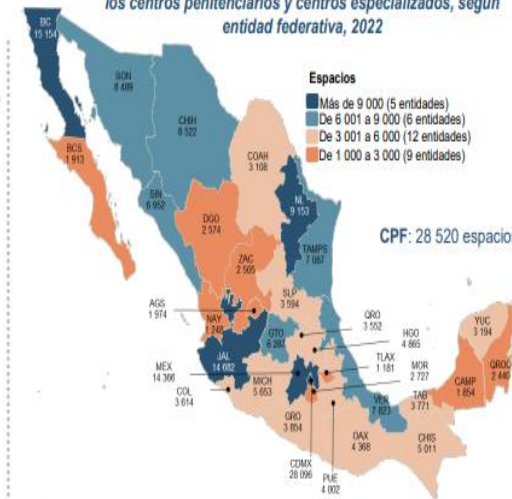 los centros penitenciarios y centros especializados, según
entidad federativa, 2022
Espacios
Más de 9 000 (5 entidades)
De 6 001 a 9 000 (6 entidades)
De 3 001 a 6 000 (12 entidades)
De 1 000 a 3 000 (9 entidades)
CPF: 28 520 espacios
BC
15 154
SON
8 489
CHIH
8 522
COAH
3 108
BCS
1 913
SIN
6 952
DGO
2 574
NL
9 153
TAMPS
7 087
ZAC
2 505
SLP
3 594
AGS
1 974
NAY
1 248
GTO
6 287
QRO
3 552
HGO
4 865
YUC
3 194
JAL
14 682
MEX
14 366
MICH
5 653
TLAX
1 181
MOR
2 727
CAMP
1 854
QROO
2 440
COL
3 614
VER
7 823
TAB
3 771
GRO
3 854
OAX
4 368
CHIS
5 011
CDMX
28 096
PUE
4 002